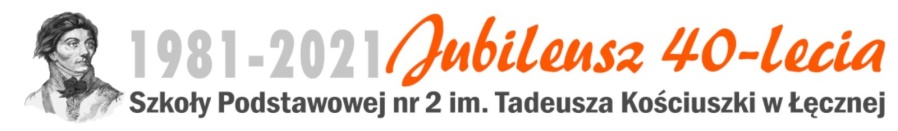 1981-2021 Jubileusz 40-lecia
Szkoły Podstawowej nr 2 im. Tadeusza Kościuszki w Łęcznej